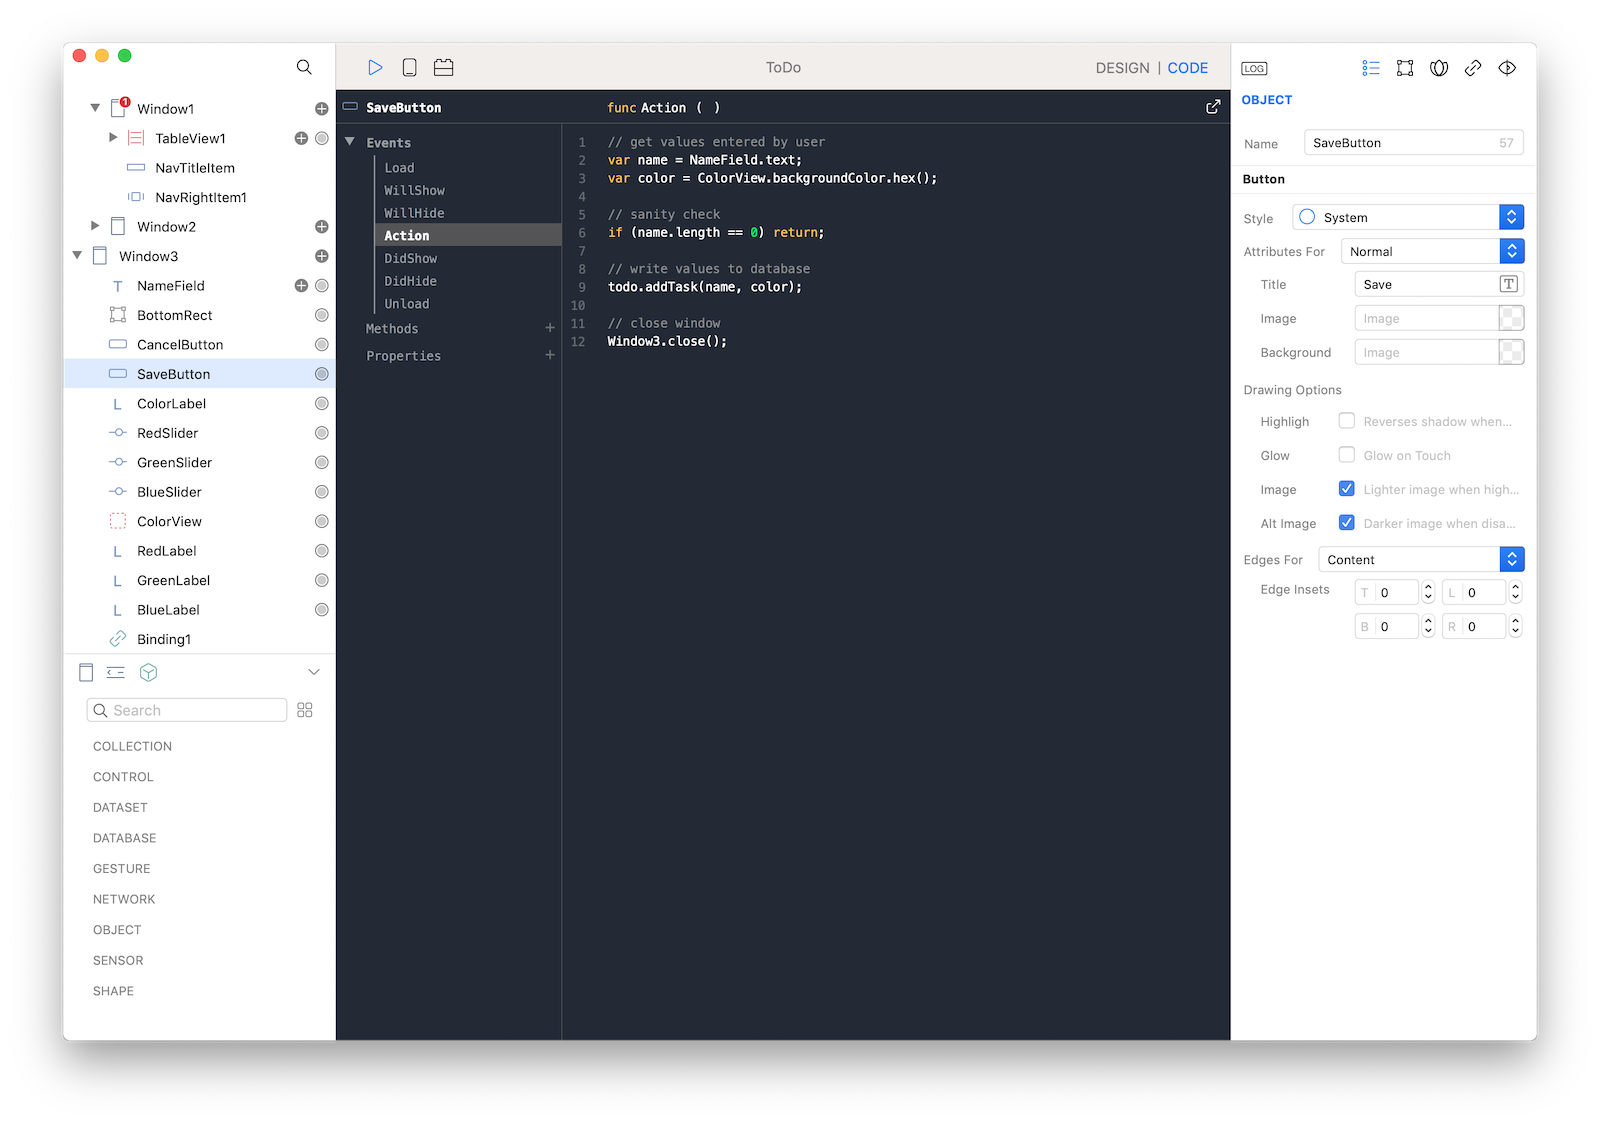 ToDo
DESIGN | CODE
LOG
1
Window1
TableView1
NavTitleItem
NavRightItem1
Window2
Window3
NameField
BottomRect
CancelButton
SaveButton
ColorLabel
RedSlider
GreenSlider
BlueSlider
ColorView
RedLabel
GreenLabel
BlueLabel
Binding1
Search
COLLECTION
CONTROL
DATASET
DATABASE
GESTURE
NETWORK
OBJECT
SENSOR
SHAPE
SaveButton
Events
Load
WillShow
WillHide
Action
DidShow
DidHide
Unload
Methods
Properties
func Action ( )
1 // get values entered by user
2 var name = NameField.text;
3 var color = ColorView.backgroundColor.hex();
4
5 // sanity check
6 if (name.length == 0) return;
7
8 // write values to database
9 todo.addTask(name, color);
10
11 // close window
12 Window3.close();
OBJECT
Name SaveButton 57
Button
Style System
Attributes For Normal
Title Save T
Image Image
Background Image
Drawing Options
Highligh Reverses shadow when...
Glow Glow on Touch
Image Lighter image when high...
Alt Image Darker image when disa...
Edges For Content
Edge Insets T 0 L 0
B 0 R 0